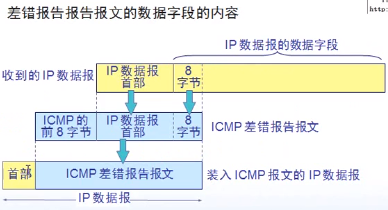 差错报告报告报文的数据字段的内容
http:
IP 数据报的数据字段
收到的 IP 数据报
IP 数据报
首部
8
字节
ICMP 的
前 8 字节
IP 数据报
首部
8
字节
ICMP 差错报告报文
首部
ICMP 差错报告报文
装入 ICMP 报文的 IP 数据报
IP 数据报